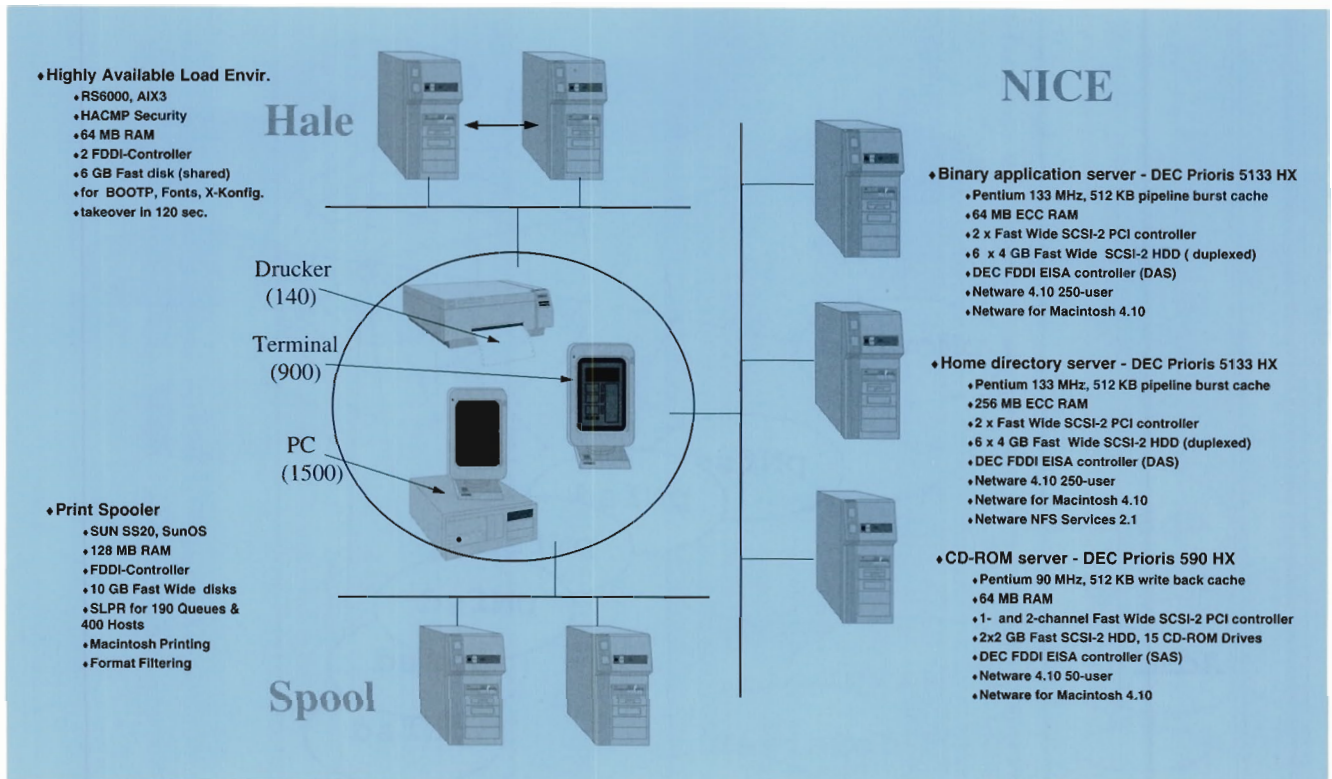 ♦Highly Available Load Envir.
♦RS6000, AIX3
♦HACMP Security
♦64 MB RAM
♦2 FDDI-Controller
♦6 GB Fast disk (shared)
♦for BOOTP, Fonts, X-Konfig.
♦takeover in 120 sec.
Hale
Drucker
(140)
Terminal
(900)
PC
(1500)
♦Print Spooler
♦SUN SS20, SunOS
♦128 MB RAM
♦FDDI-Controller
♦10 GB Fast Wide disks
♦SLPR for 190 Queues &
400 Hosts
♦Macintosh Printing
♦Format Filtering
Spool
NICE
♦Binary application server - DEC Prioris 5133 HX
♦Pentium 133 MHz, 512 KB pipeline burst cache
♦64 MB ECC RAM
♦2 x Fast Wide SCSI-2 PCI controller
♦6 x 4 GB Fast Wide SCSI-2 HDD ( duplexed)
♦DEC FDDI EISA controller (DAS)
♦Netware 4.10 250-user
♦Netware for Macintosh 4.10
♦Home directory server - DEC Prioris 5133 HX
♦Pentium 133 MHz, 512 KB pipeline burst cache
♦256 MB ECC RAM
♦2 x Fast Wide SCSI-2 PCI controller
♦6 x 4 GB Fast Wide SCSI-2 HDD (duplexed)
♦DEC FDDI EISA controller (DAS)
♦Netware 4.10 250-user
♦Netware for Macintosh 4.10
♦Netware NFS Services 2.1
♦CD-ROM server - DEC Prioris 590 HX
♦Pentium 90 MHz, 512 KB write back cache
♦64 MB RAM
♦1- and 2-channel Fast Wide SCSI-2 PCI controller
♦2x2 GB Fast SCSI-2 HDD, 15 CD-ROM Drives
♦DEC FDDI EISA controller (SAS)
♦Netware 4.10 50-user
♦Netware for Macintosh 4.10